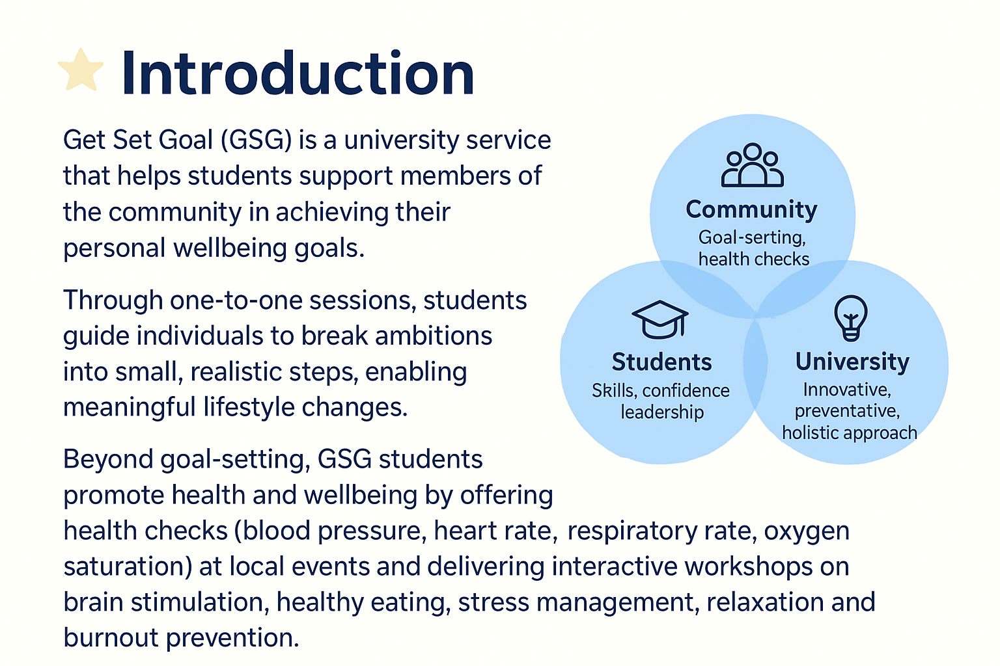 Introduction
Get Set Goal (GSG) is a university service
that helps students support members of
the community in achieving their
personal wellbeing goals.
Through one-to-one sessions, students
guide individuals to break ambitions
into small, realistic steps, enabling
meaningful lifestyle changes.
Beyond goal-setting, GSG students
promote health and wellbeing by offering
health checks (blood pressure, heart rate, respiratory rate, oxygen
saturation) at local events and delivering interactive workshops on
brain stimulation, healthy eating, stress management, relaxation and
burnout prevention.
Community
Goal-serting,
health checks
Students
Skills, confidence
leadership
University
Innovative,
preventative,
holistic approach